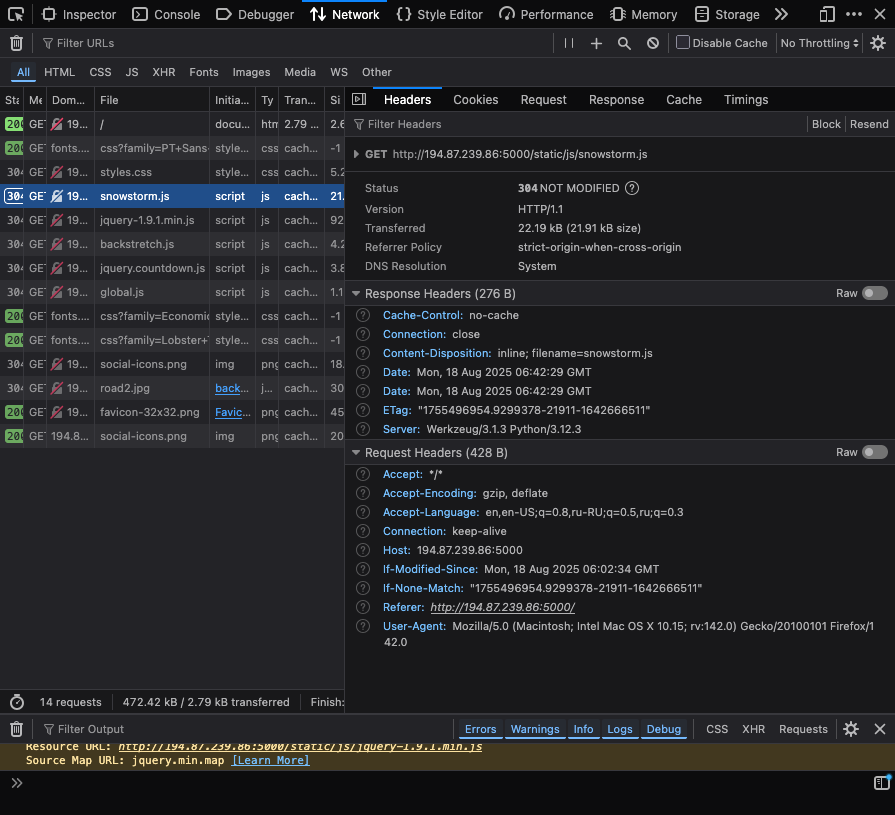 Inspector Console Debugger Network Style Editor Performance Memory Storage
Filter URLs Disable Cache No Throttling
All HTML CSS JS XHR Fonts Images Media WS Other
Sta Me Dom... File Initia... Ty Tran... Si
200 GET 19... / docu... htm 2.79 ... 2.6
200 GET fonts.... css?family=PT+Sans- style... css cach... -1
304 GET 19... styles.css style... css cach... 5.2
304 GET 19... snowstorm.js script js cach... 21.
304 GET 19... jquery-1.9.1.min.js script js cach... 92
304 GET 19... backstretch.js script js cach... 4.2
304 GET 19... jquery.countdown.js script js cach... 3.8
304 GET 19... global.js script js cach... 1.1
200 GET fonts.... css?family=Economic style... css cach... -1
200 GET fonts.... css?family=Lobster+T style... css cach... -1
304 GET 19... social-icons.png img png cach... 18.
304 GET 19... road2.jpg back... j... cach... 30
200 GET 19... favicon-32x32.png Favic... png cach... 45
200 GET 194.8... social-icons.png img png cach... 20
14 requests 472.42 kB / 2.79 kB transferred Finish:
Headers Cookies Request Response Cache Timings
Filter Headers Block Resend
GET http://194.87.239.86:5000/static/js/snowstorm.js
Status 304 NOT MODIFIED ?
Version HTTP/1.1
Transferred 22.19 kB (21.91 kB size)
Referrer Policy strict-origin-when-cross-origin
DNS Resolution System
Response Headers (276 B) Raw
? Cache-Control: no-cache
? Connection: close
? Content-Disposition: inline; filename=snowstorm.js
? Date: Mon, 18 Aug 2025 06:42:29 GMT
? Date: Mon, 18 Aug 2025 06:42:29 GMT
? ETag: "1755496954.9299378-21911-1642666511"
? Server: Werkzeug/3.1.3 Python/3.12.3
Request Headers (428 B) Raw
? Accept: */*
? Accept-Encoding: gzip, deflate
? Accept-Language: en,en-US;q=0.8,ru-RU;q=0.5,ru;q=0.3
? Connection: keep-alive
? Host: 194.87.239.86:5000
? If-Modified-Since: Mon, 18 Aug 2025 06:02:34 GMT
? If-None-Match: "1755496954.9299378-21911-1642666511"
? Referer: http://194.87.239.86:5000/
? User-Agent: Mozilla/5.0 (Macintosh; Intel Mac OS X 10.15; rv:142.0) Gecko/20100101 Firefox/1
42.0
Filter Output Errors Warnings Info Logs Debug CSS XHR Requests
Resource URL: http://194.87.239.86:5000/static/js/jquery-1.9.1.min.js
Source Map URL: jquery.min.map [Learn More]